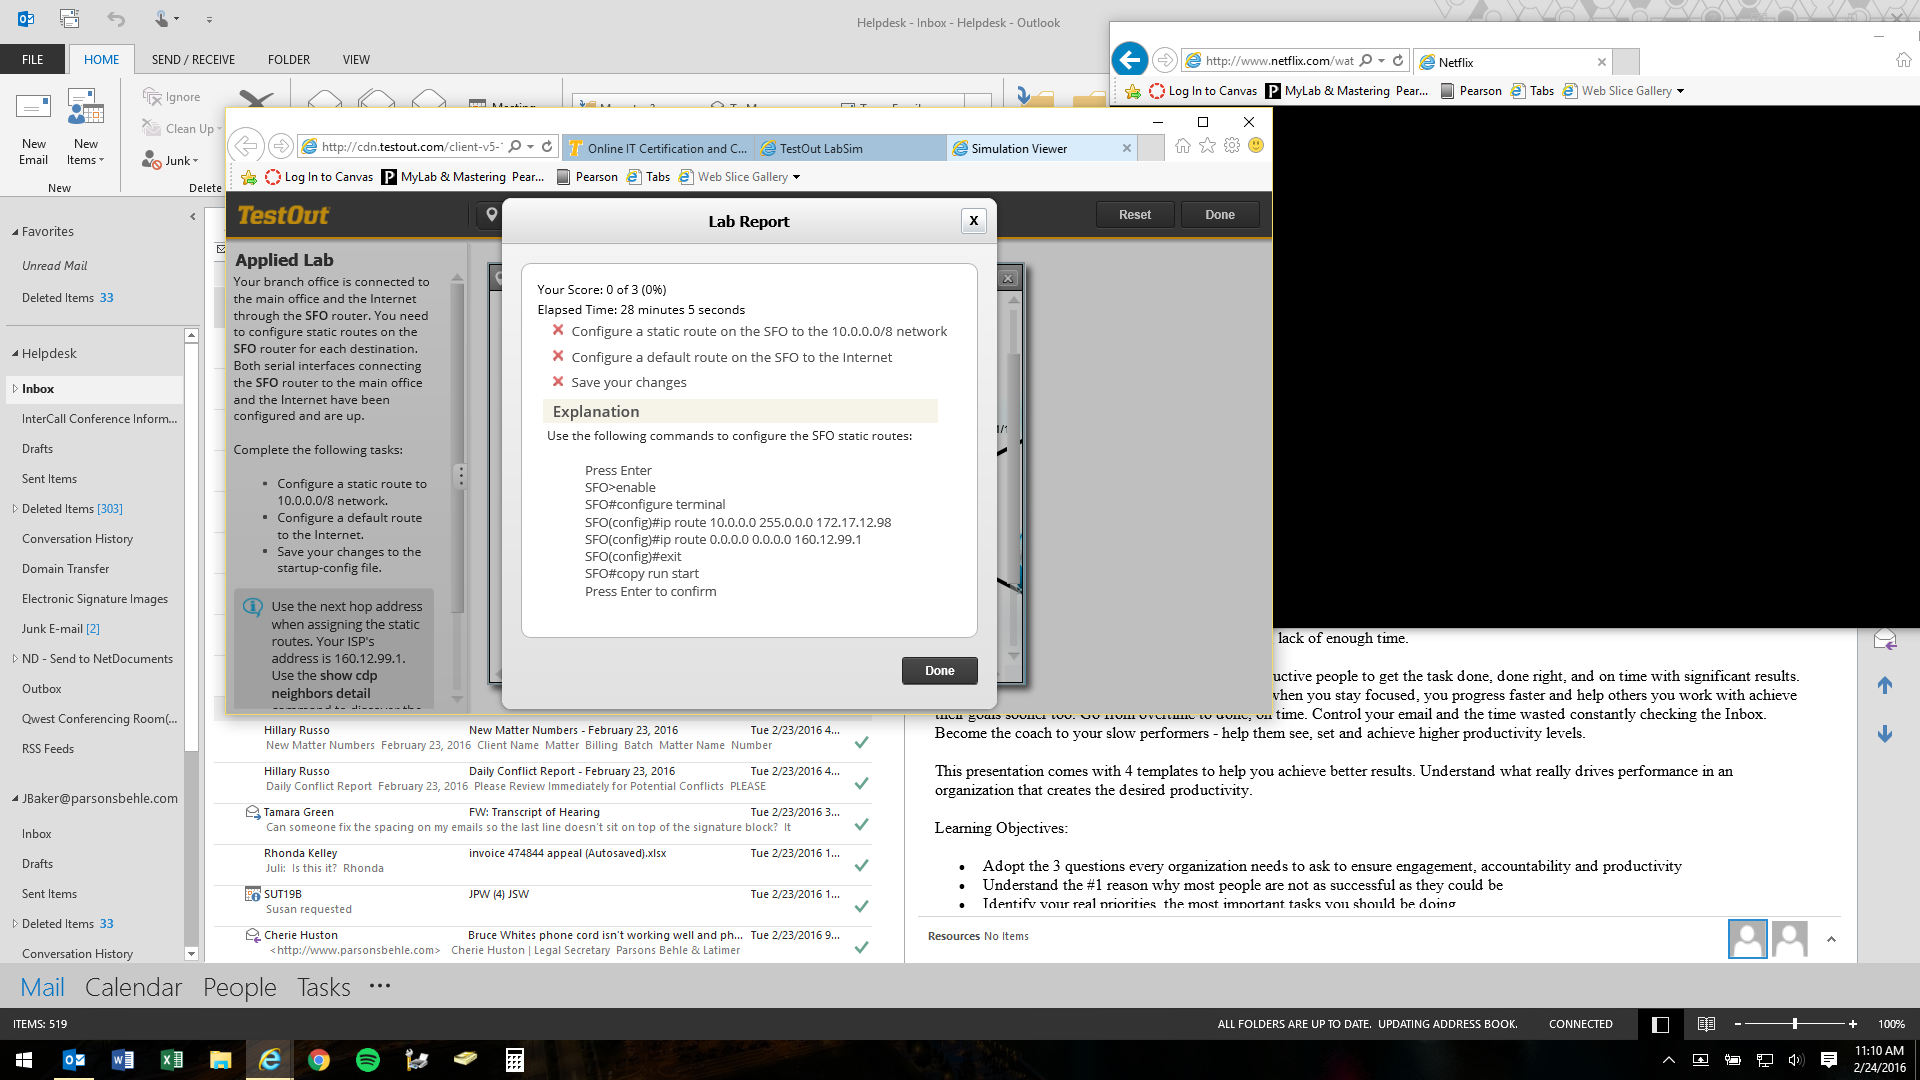 Helpdesk - Inbox - Helpdesk - Outlook
FILE
HOME
SEND / RECEIVE
FOLDER
VIEW
New
Email
New
Items
New
Ignore
Clean Up
Junk
Delete
http://www.netflix.com/wat
Netflix
Log In to Canvas
MyLab & Mastering Pear...
Pearson
Tabs
Web Slice Gallery
http://cdn.testout.com/client-v5-1
Online IT Certification and C...
TestOut LabSim
Simulation Viewer
Log In to Canvas
MyLab & Mastering Pear...
Pearson
Tabs
Web Slice Gallery
TestOut
Reset
Done
Applied Lab
Your branch office is connected to
the main office and the Internet
through the SFO router. You need
to configure static routes on the
SFO router for each destination.
Both serial interfaces connecting
the SFO router to the main office
and the Internet have been
configured and are up.
Complete the following tasks:
• Configure a static route to
10.0.0.0/8 network.
• Configure a default route
to the Internet.
• Save your changes to the
startup-config file.
Use the next hop address
when assigning the static
routes. Your ISP's
address is 160.12.99.1.
Use the show cdp
neighbors detail
Lab Report
X
Your Score: 0 of 3 (0%)
Elapsed Time: 28 minutes 5 seconds
Configure a static route on the SFO to the 10.0.0.0/8 network
Configure a default route on the SFO to the Internet
Save your changes
Explanation
Use the following commands to configure the SFO static routes:
Press Enter
SFO>enable
SFO#configure terminal
SFO(config)#ip route 10.0.0.0 255.0.0.0 172.17.12.98
SFO(config)#ip route 0.0.0.0 0.0.0.0 160.12.99.1
SFO(config)#exit
SFO#copy run start
Press Enter to confirm
Done
Favorites
Unread Mail
Deleted Items 33
Helpdesk
Inbox
InterCall Conference Inform...
Drafts
Sent Items
Deleted Items [303]
Conversation History
Domain Transfer
Electronic Signature Images
Junk E-mail [2]
ND - Send to NetDocuments
Outbox
Qwest Conferencing Room(...
RSS Feeds
JBaker@parsonsbehle.com
Inbox
Drafts
Sent Items
Deleted Items 33
Conversation History
Hillary Russo New Matter Numbers - February 23, 2016 Tue 2/23/2016 4...
New Matter Numbers February 23, 2016 Client Name Matter Billing Batch Matter Name Number
Hillary Russo Daily Conflict Report - February 23, 2016 Tue 2/23/2016 4...
Daily Conflict Report February 23, 2016 Please Review Immediately for Potential Conflicts PLEASE
Tamara Green FW: Transcript of Hearing Tue 2/23/2016 3...
Can someone fix the spacing on my emails so the last line doesn't sit on top of the signature block? It
Rhonda Kelley invoice 474844 appeal (Autosaved).xlsx Tue 2/23/2016 1...
Juli: Is this it? Rhonda
SUT19B JPW (4) JSW Tue 2/23/2016 1...
Susan requested
Cherie Huston Bruce Whites phone cord isn't working well and ph... Tue 2/23/2016 9...
<http://www.parsonsbehle.com> Cherie Huston | Legal Secretary Parsons Behle & Latimer
lack of enough time.
uctive people to get the task done, done right, and on time with significant results.
when you stay focused, you progress faster and help others you work with achieve
their goals sooner too. Go from overtime to done, on time. Control your email and the time wasted constantly checking the Inbox.
Become the coach to your slow performers - help them see, set and achieve higher productivity levels.
This presentation comes with 4 templates to help you achieve better results. Understand what really drives performance in an
organization that creates the desired productivity.
Learning Objectives:
• Adopt the 3 questions every organization needs to ask to ensure engagement, accountability and productivity
• Understand the #1 reason why most people are not as successful as they could be
• Identify your real priorities, the most important tasks you should be doing
Resources No Items
Mail Calendar People Tasks •••
ITEMS: 519
ALL FOLDERS ARE UP TO DATE. UPDATING ADDRESS BOOK.
CONNECTED
100%
11:10 AM
2/24/2016